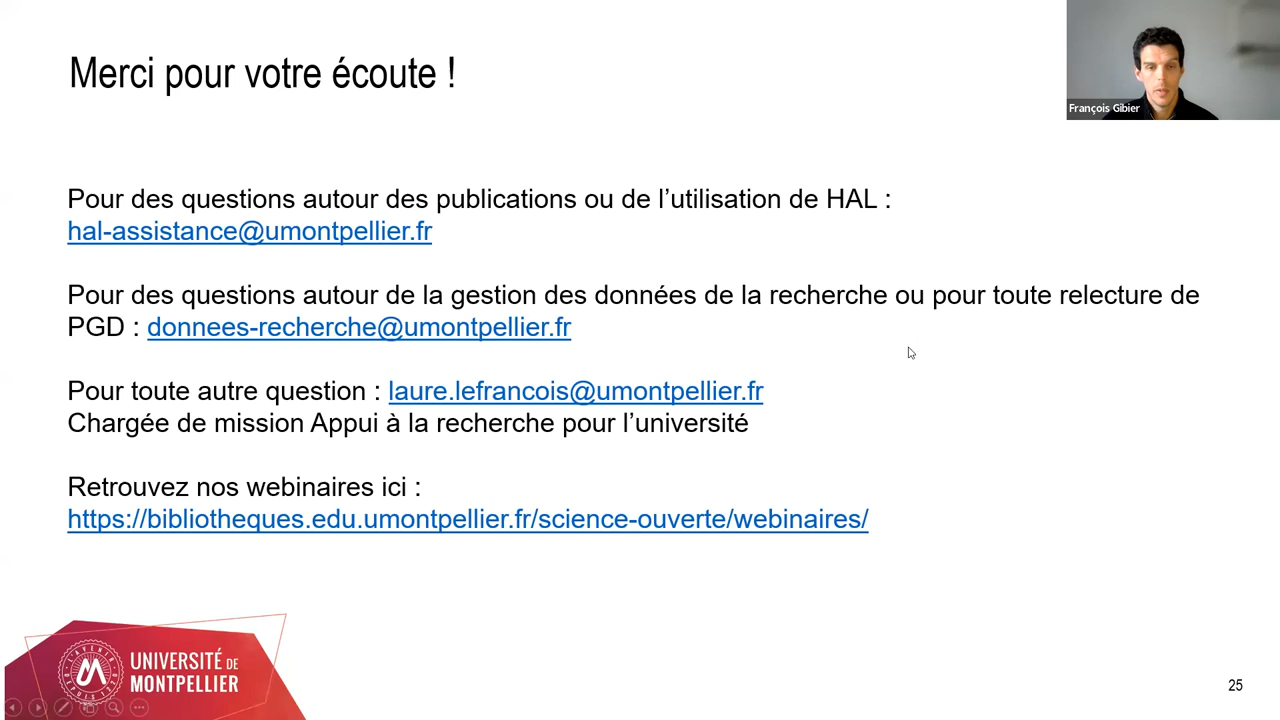 Merci pour votre écoute !
François Gibier
Pour des questions autour des publications ou de l’utilisation de HAL :
hal-assistance@umontpellier.fr
Pour des questions autour de la gestion des données de la recherche ou pour toute relecture de
PGD : donnees-recherche@umontpellier.fr
Pour toute autre question : laure.lefrancois@umontpellier.fr
Chargée de mission Appui à la recherche pour l’université
Retrouvez nos webinaires ici :
https://bibliotheques.edu.umontpellier.fr/science-ouverte/webinaires/
UNIVERSITÉ DE
MONTPELLIER
25